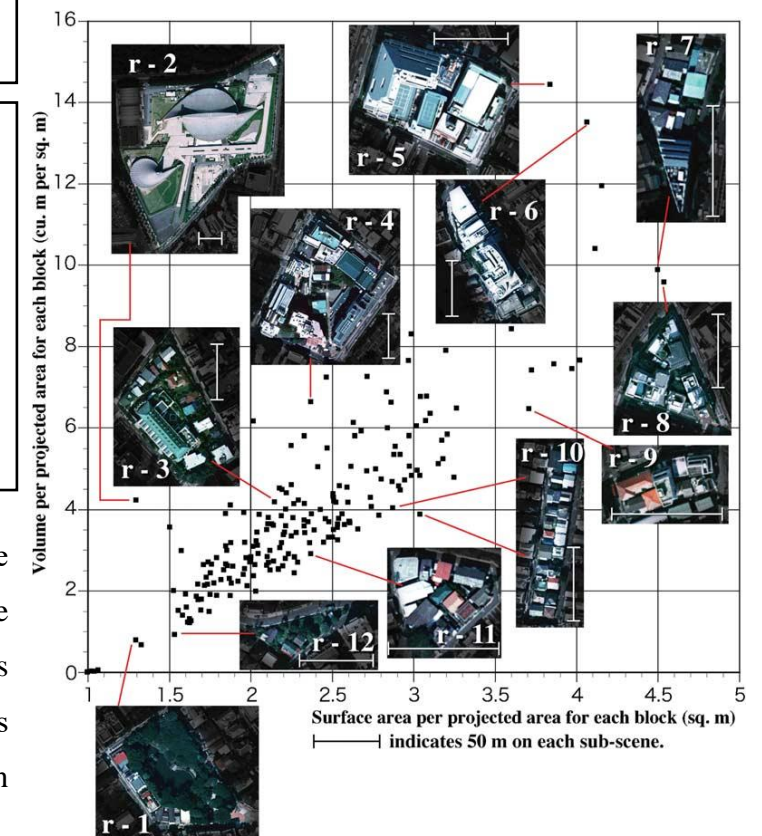 16
14
12
10
8
6
4
2
0
Volume per projected area for each block (cu. m per sq. m)
r - 2
r - 5
r - 7
r - 4
r - 6
r - 3
r - 8
r - 10
r - 9
r - 11
r - 12
r - 1
1 1.5 2 2.5 3 3.5 4 4.5 5
Surface area per projected area for each block (sq. m)
indicates 50 m on each sub-scene.
e
e
s
s
n